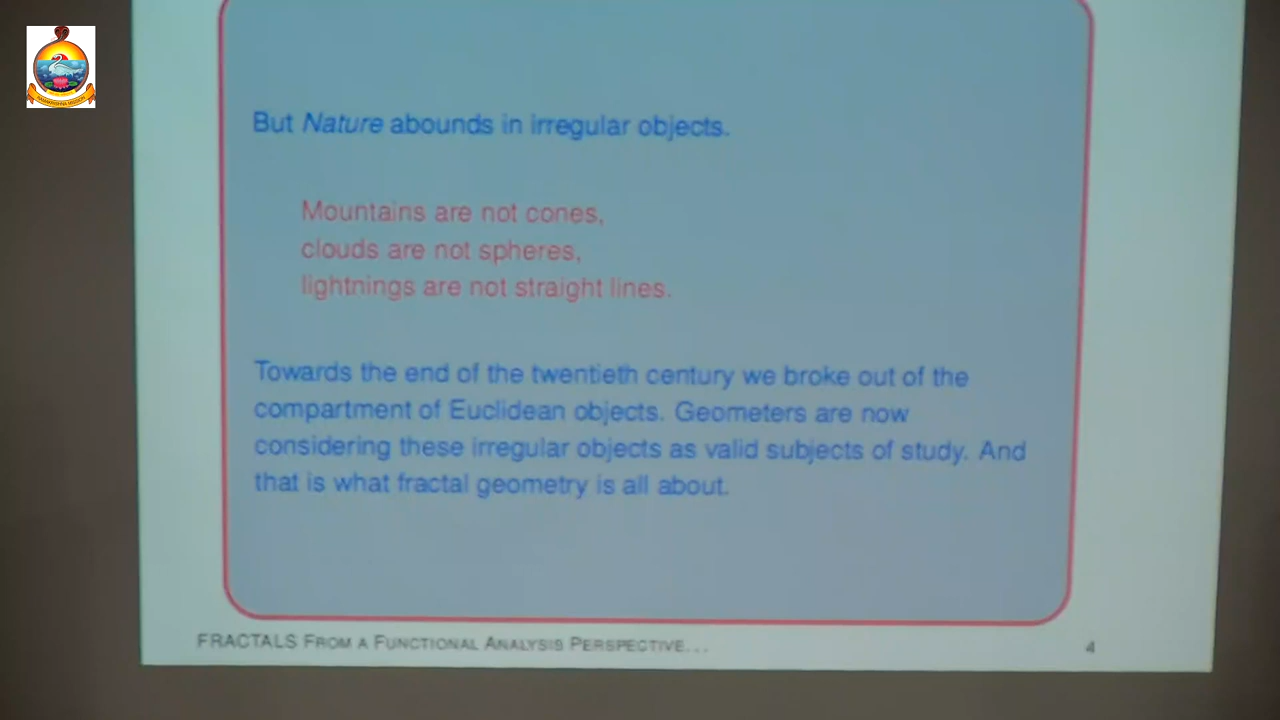 But Nature abounds in irregular objects.
Mountains are not cones,
clouds are not spheres,
lightnings are not straight lines.
Towards the end of the twentieth century we broke out of the
compartment of Euclidean objects. Geometers are now
considering these irregular objects as valid subjects of study. And
that is what fractal geometry is all about.
FRACTALS FROM A FUNCTIONAL ANALYSIS PERSPECTIVE...
4
RAMAKRISHNA MISSION